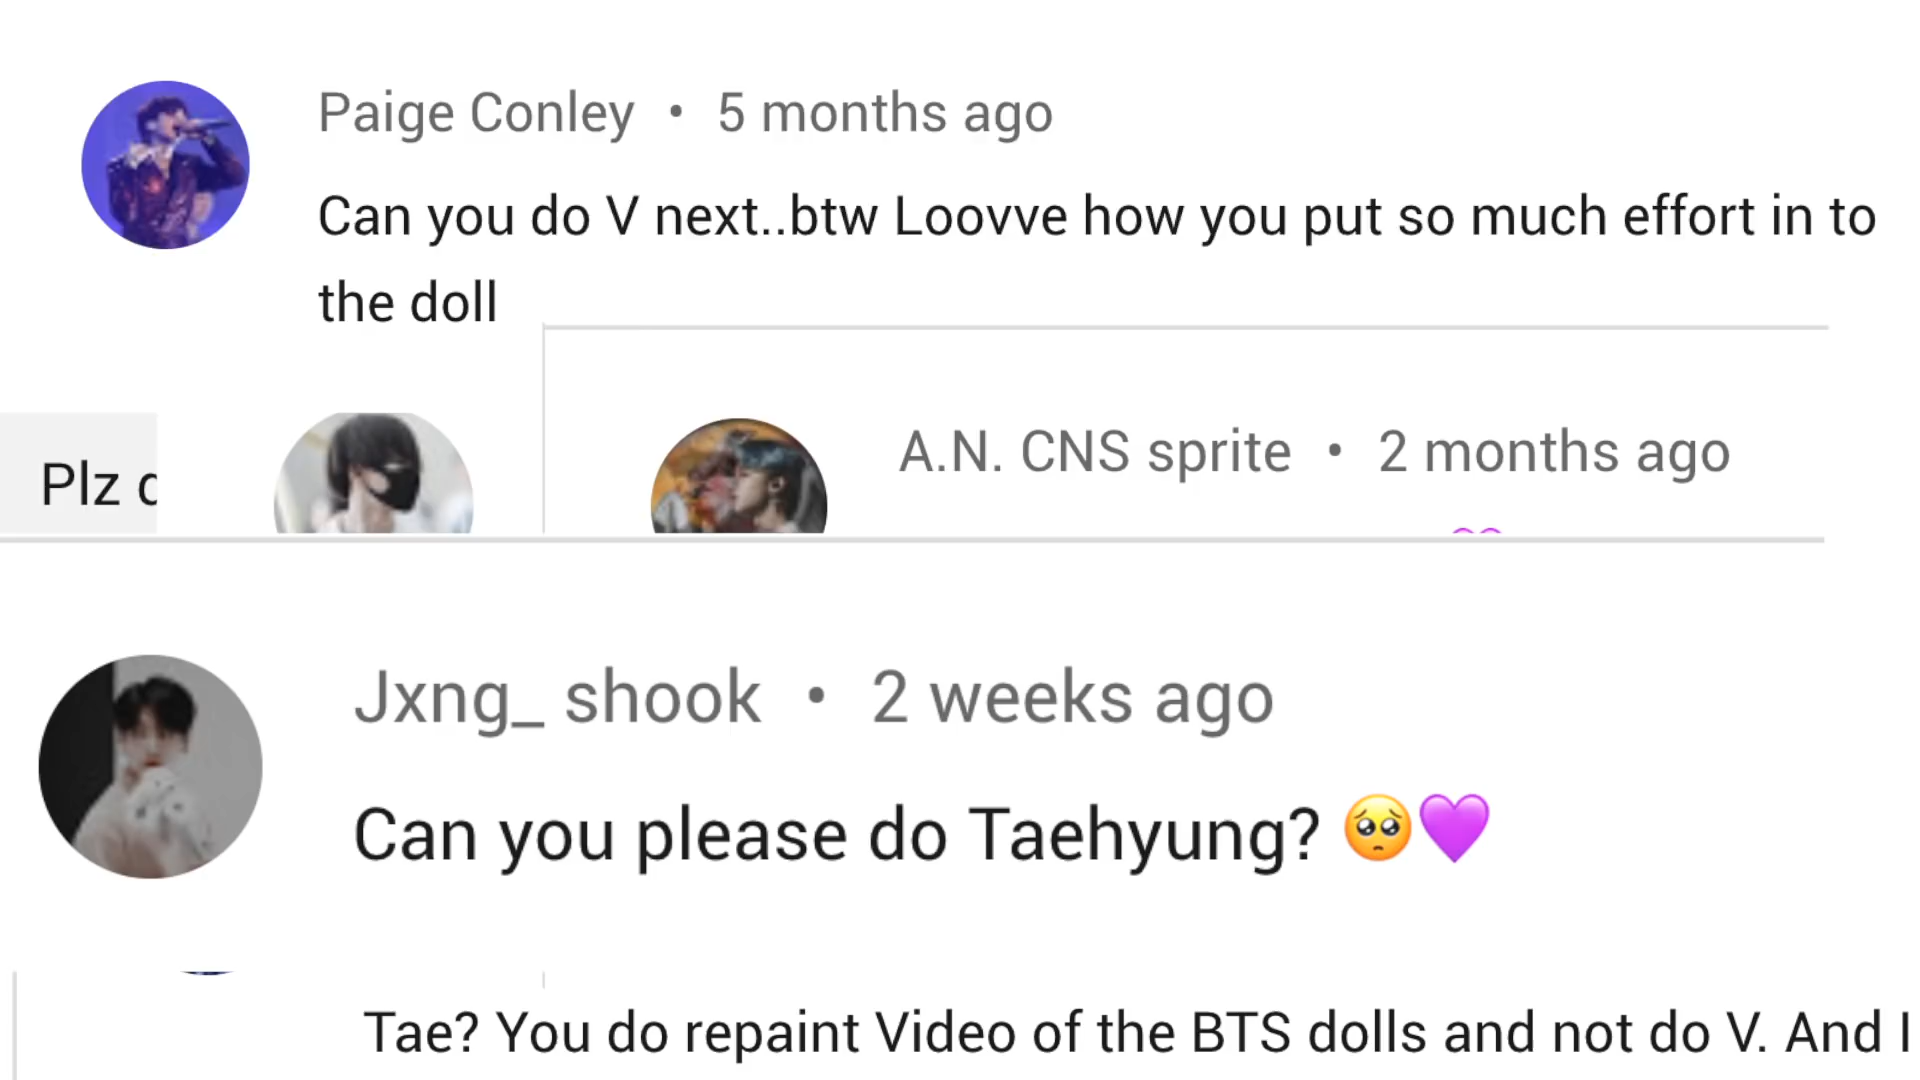 Paige Conley • 5 months ago
Can you do V next..btw Loovve how you put so much effort in to
the doll
Plz
A.N. CNS sprite • 2 months ago
Jxng_ shook • 2 weeks ago
Can you please do Taehyung? 🥺💜
Tae? You do repaint Video of the BTS dolls and not do V. And I